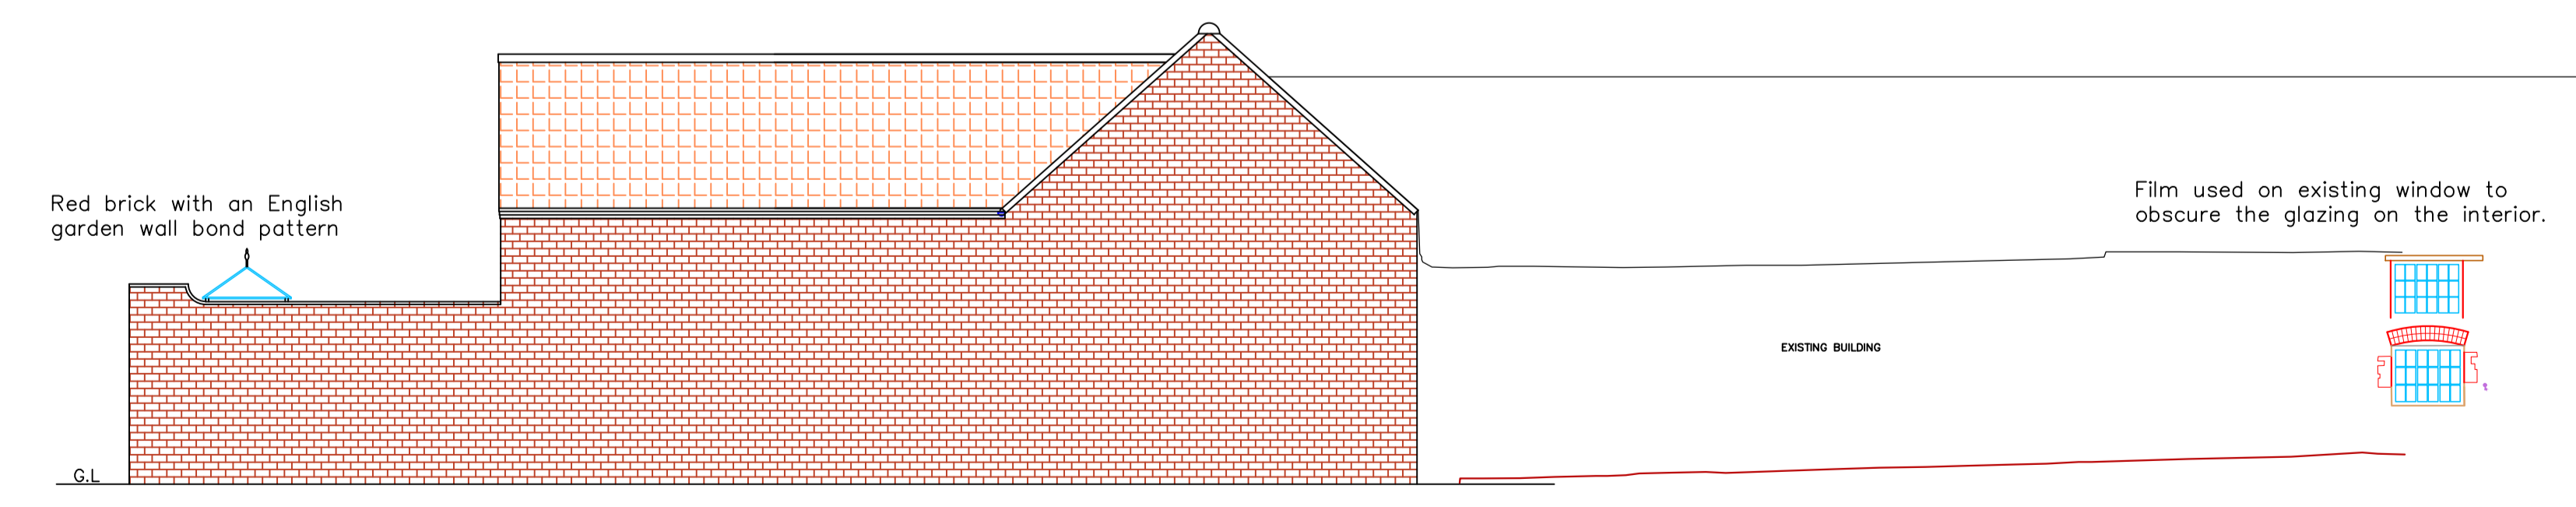 Red brick with an English
garden wall bond pattern
Film used on existing window to
obscure the glazing on the interior.
EXISTING BUILDING
G.L